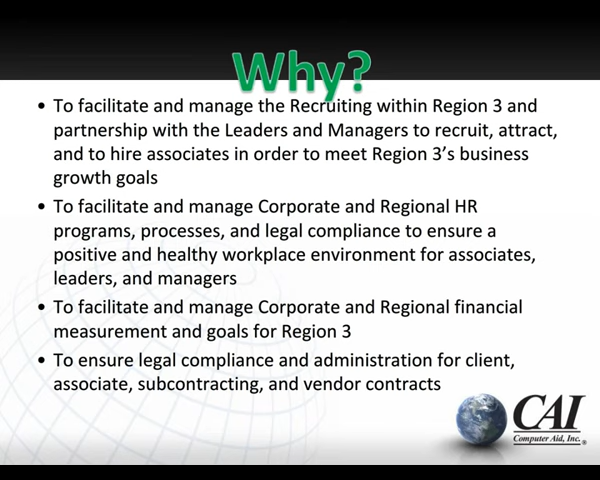 Why?
• To facilitate and manage the Recruiting within Region 3 and
partnership with the Leaders and Managers to recruit, attract,
and to hire associates in order to meet Region 3’s business
growth goals
• To facilitate and manage Corporate and Regional HR
programs, processes, and legal compliance to ensure a
positive and healthy workplace environment for associates,
leaders, and managers
• To facilitate and manage Corporate and Regional financial
measurement and goals for Region 3
• To ensure legal compliance and administration for client,
associate, subcontracting, and vendor contracts
CAI
Computer Aid, Inc.®